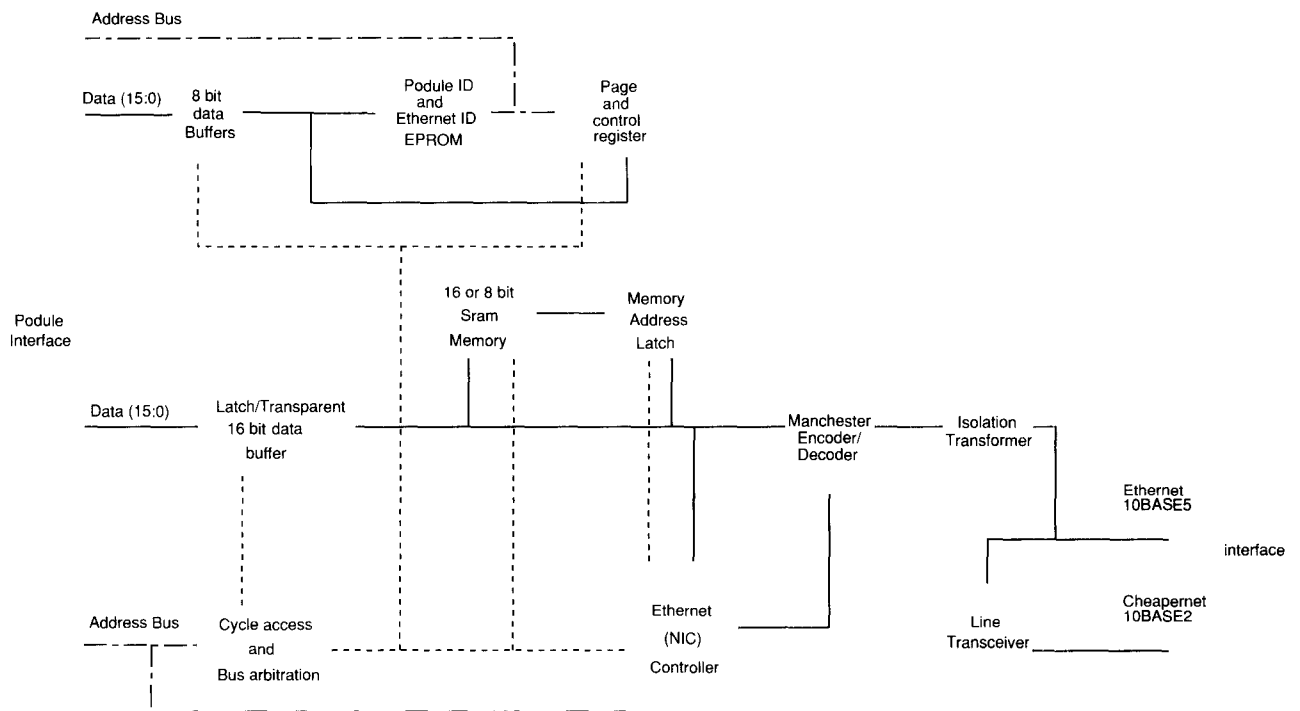 Address Bus
Data (15:0)
8 bit
data
Buffers
Podule ID
and
Ethernet ID
EPROM
Page
and
control
register
Podule
Interface
16 or 8 bit
Sram
Memory
Memory
Address
Latch
Data (15:0)
Latch/Transparent
16 bit data
buffer
Manchester
Encoder/
Decoder
Isolation
Transformer
Ethernet
10BASE5
interface
Address Bus
Cycle access
and
Bus arbitration
Ethernet
(NIC)
Controller
Line
Transceiver
Cheapernet
10BASE2